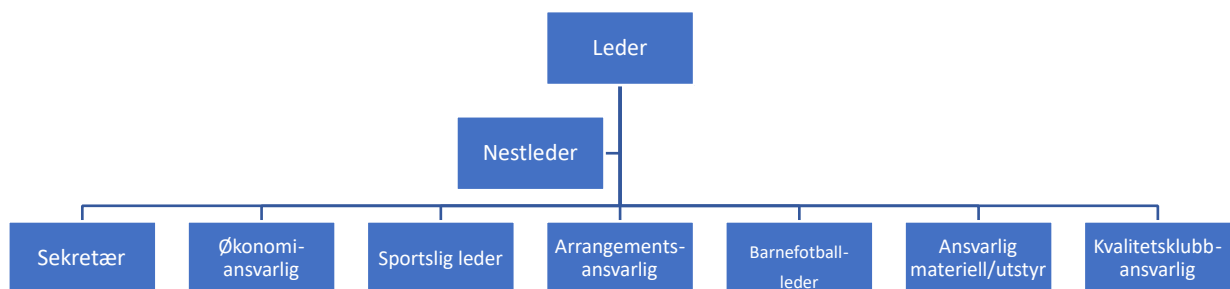 Leder
Nestleder
Sekretær
Økonomi-
ansvarlig
Sportslig leder
Arrangements-
ansvarlig
Barnefotball-
leder
Ansvarlig
materiell/utstyr
Kvalitetsklubb-
ansvarlig